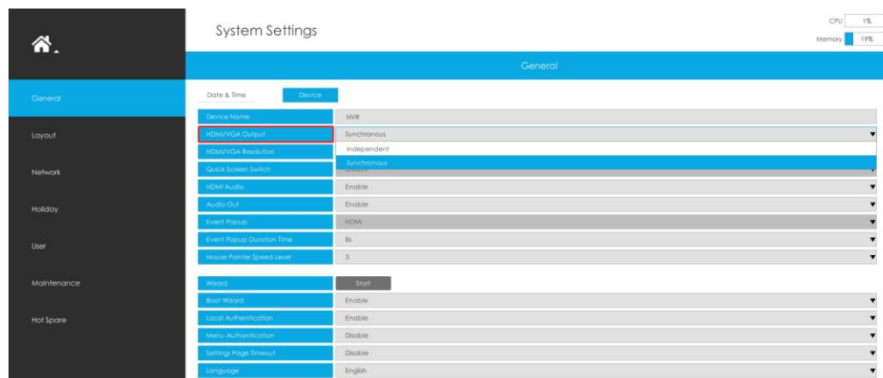 System Settings
CPU 1%
Memory 19%
General
General
Layout
Network
Holiday
User
Maintenance
Hot Spare
Date & Time Device
Device Name NVR
HDMI/VGA Output Synchronous
HDMI/VGA Resolution Independent
Synchronous
Quick Screen Switch Enable
HDMI Audio Enable
Audio Out Enable
Event Popup HDMI
Event Popup Duration Time 8s
Mouse Pointer Speed Level 3
Wizard Start
Boot Wizard Enable
Local Authentication Enable
Menu Authentification Disable
Settings Page Timeout Disable
Language English